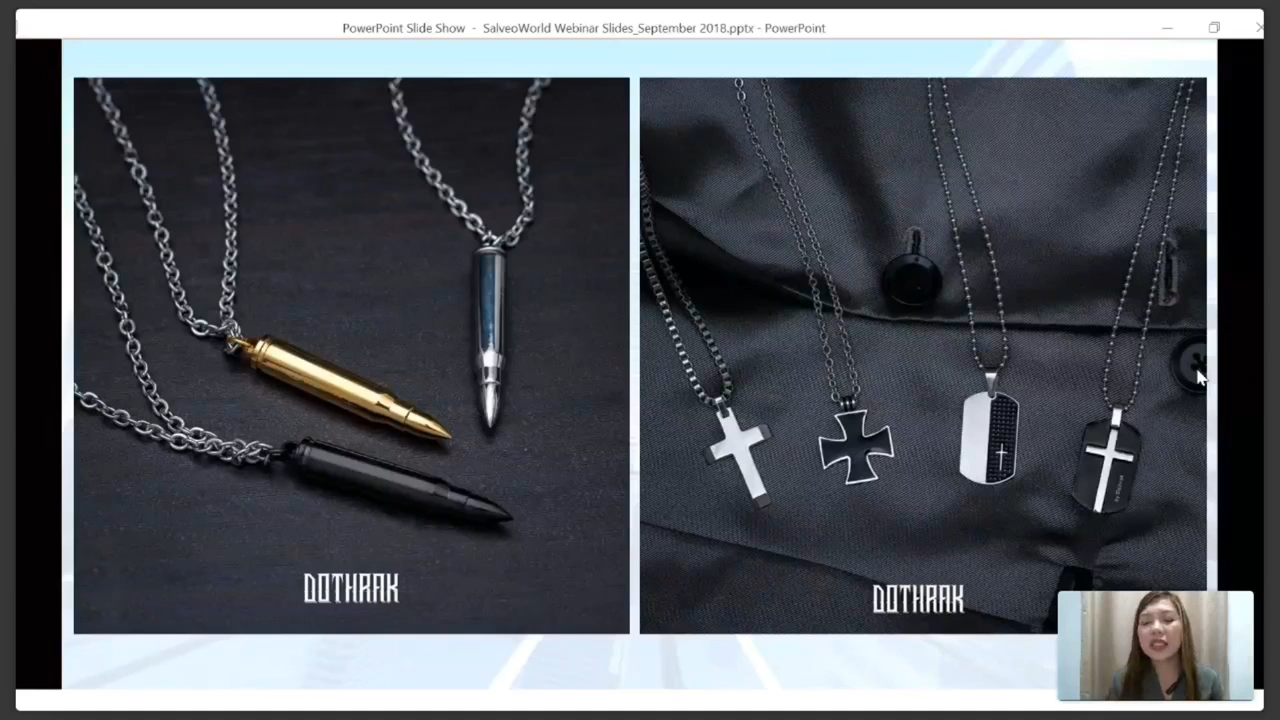 PowerPoint Slide Show - SalveoWorld Webinar Slides_September 2018.pptx - PowerPoint
DOTHRAK
DOTHRAK